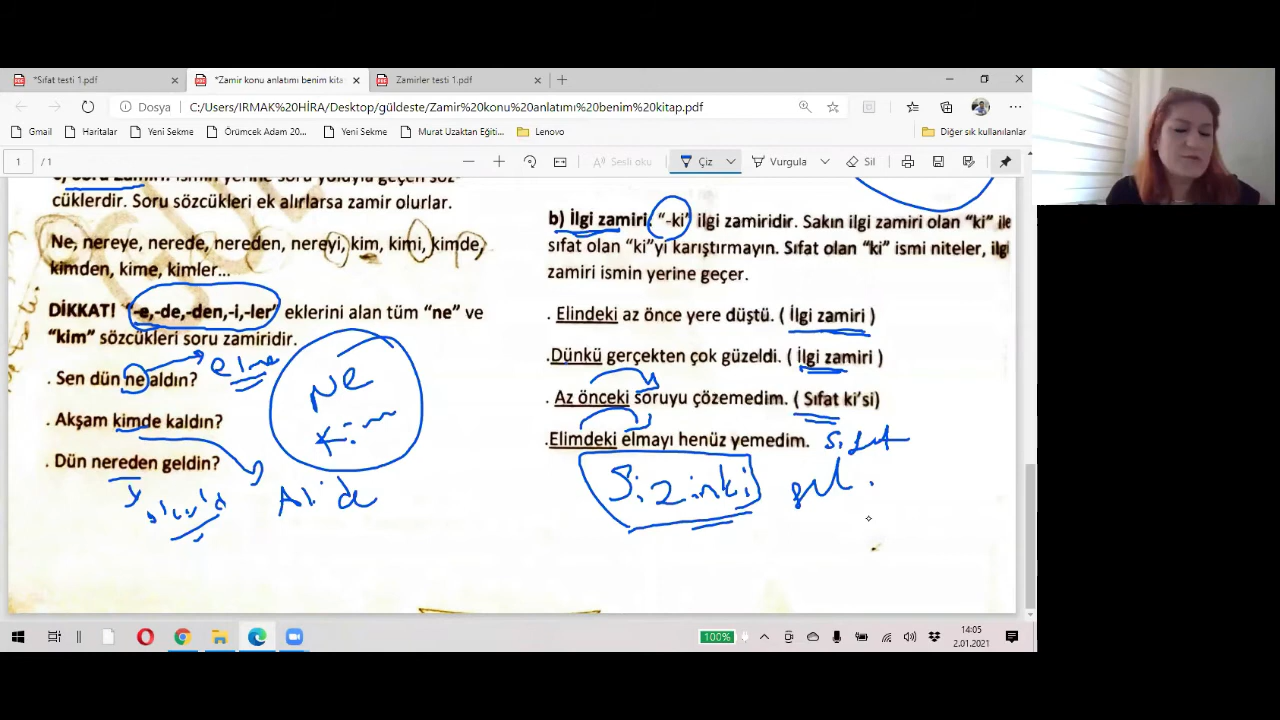 *Sıfat testi 1.pdf
*Zamir konu anlatımı benim kita
Zamirler testi 1.pdf
Dosya
C:/Users/IRMAK%20HİRA/Desktop/güldeste/Zamir%20konu%20anlatımı%20benim%20kitap.pdf
Gmail
Haritalar
Yeni Sekme
Örümcek Adam 20...
Yeni Sekme
Murat Uzaktan Eğiti...
Lenovo
Diğer sık kullanılanlar
1 /1
Sesli oku
Çiz
Vurgula
Sil
cüklerdir. Soru sözcükleri ek alırlarsa zamir olurlar.
Ne, nereye, nerede, nereden, nereyi, kim, kimi, kimde,
kimden, kime, kimler...
DİKKAT! "-e,-de,-den,-i,-ler" eklerini alan tüm "ne" ve
"kim" sözcükleri soru zamiridir.
elma
. Sen dün ne aldın?
Ne
Kim
. Akşam kimde kaldın?
. Dün nereden geldin?
Ali de
b) İlgi zamiri: "-ki" ilgi zamiridir. Sakın ilgi zamiri olan "ki" ile
sıfat olan "ki"yi karıştırmayın. Sıfat olan "ki" ismi niteler, ilgi
zamiri ismin yerine geçer.
. Elindeki az önce yere düştü. ( İlgi zamiri )
.Dünkü gerçekten çok güzeldi. ( İlgi zamiri )
. Az önceki soruyu çözemedim. ( Sıfat ki'si)
.Elimdeki elmayı henüz yemedim. sıfat
Sizinki
100%
14:05
2.01.2021